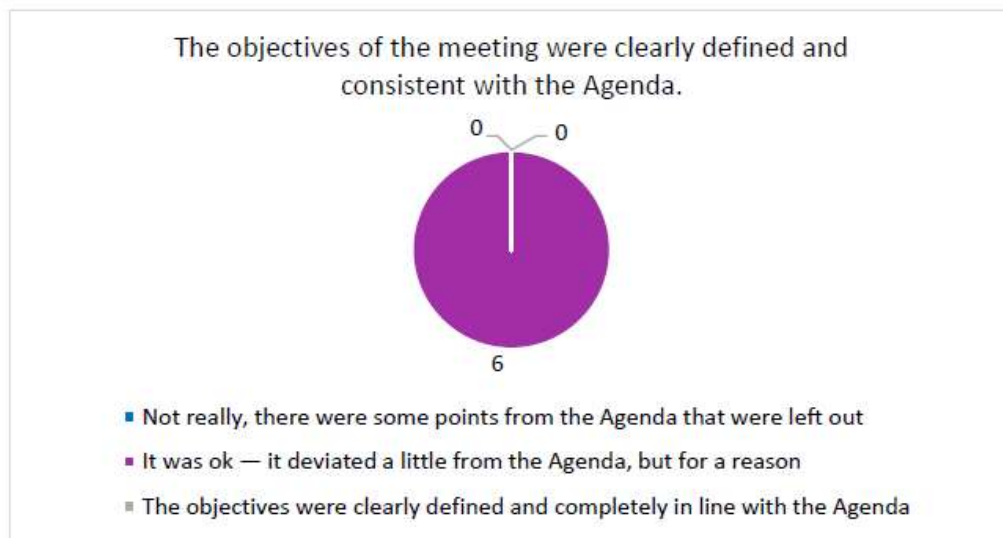 The objectives of the meeting were clearly defined and
consistent with the Agenda.
0 0
6
Not really, there were some points from the Agenda that were left out
It was ok — it deviated a little from the Agenda, but for a reason
The objectives were clearly defined and completely in line with the Agenda